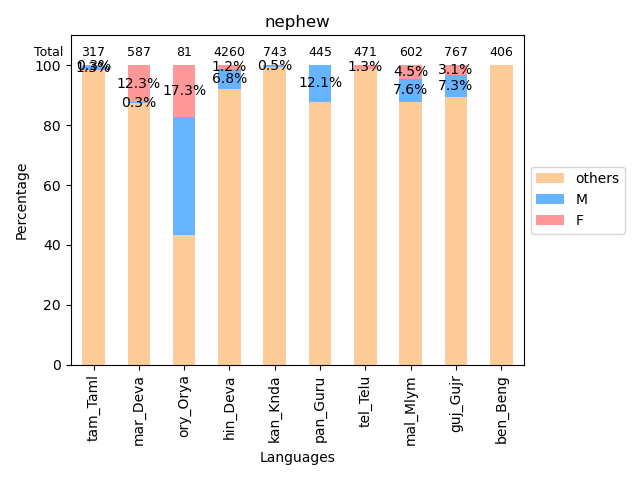 nephew
Total 317 587 81 4260 743 445 471 602 767 406
100
80
60
40
20
0
Percentage
0.3%
1.3%
12.3%
0.3%
17.3%
1.2%
6.8%
0.5%
12.1%
1.3%
4.5%
7.6%
3.1%
7.3%
others
M
F
tam_Taml
mar_Deva
ory_Orya
hin_Deva
kan_Knda
pan_Guru
tel_Telu
mal_Mlym
guj_Gujr
ben_Beng
Languages